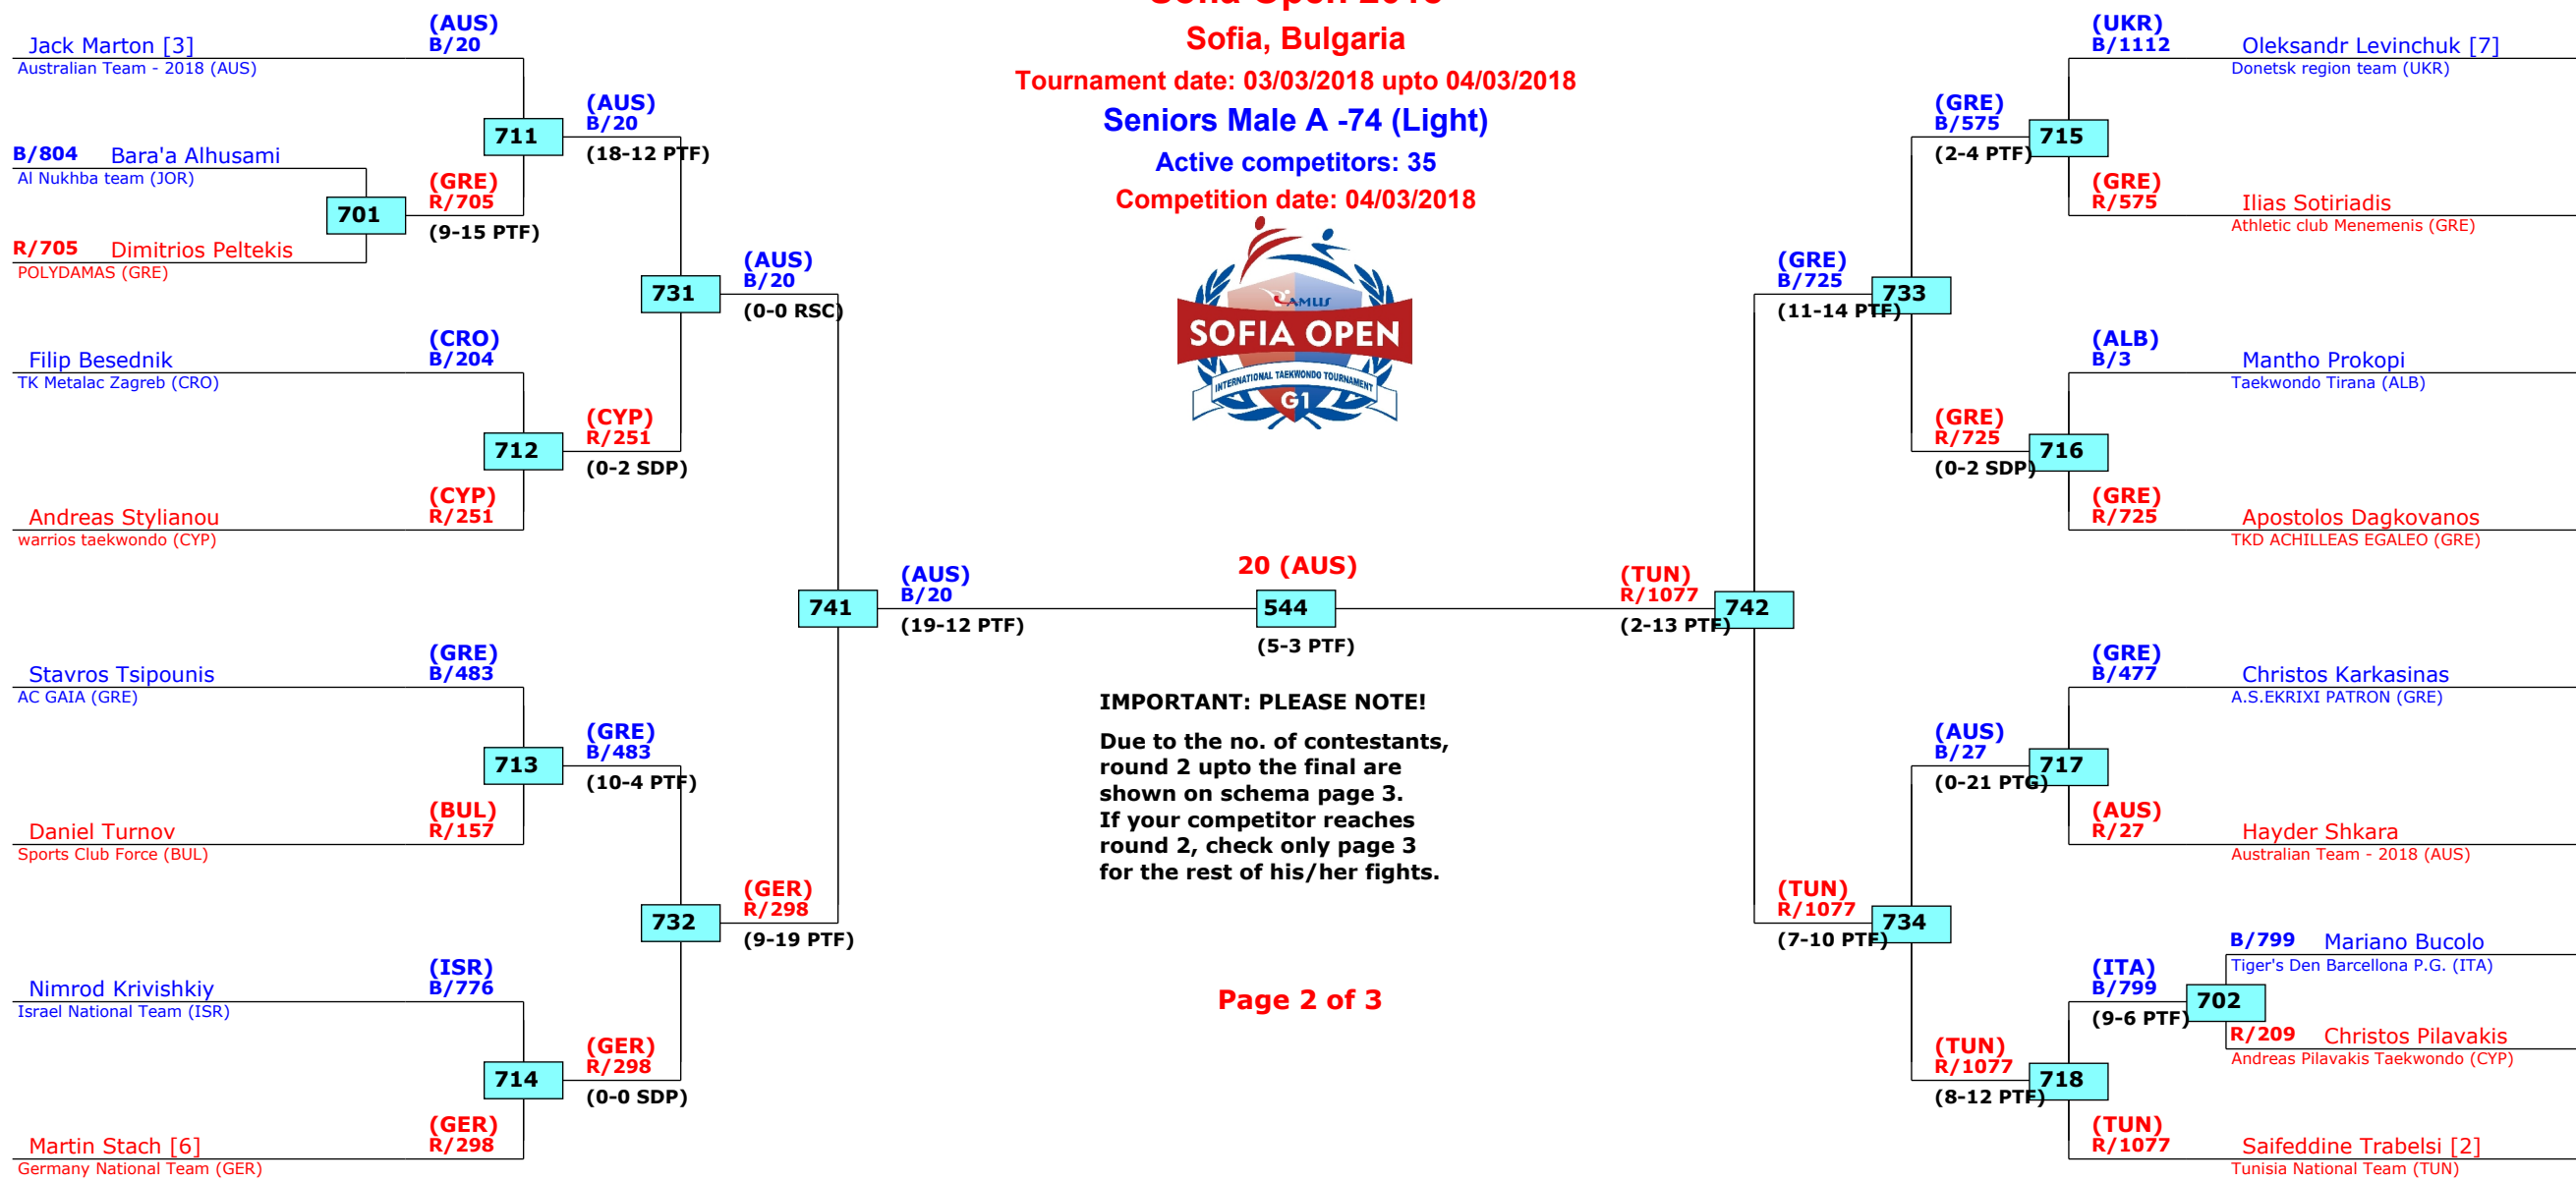 Sofia Open 2018
Sofia, Bulgaria
Tournament date: 03/03/2018 upto 04/03/2018
Seniors Male A -74 (Light)
Active competitors: 35
Competition date: 04/03/2018
CAMUS
SOFIA OPEN
INTERNATIONAL TAEKWONDO TOURNAMENT
G1
Jack Marton [3]
(AUS)
B/20
Australian Team - 2018 (AUS)
711
(AUS)
B/20
(18-12 PTF)
B/804 Bara'a Alhusami
Al Nukhba team (JOR)
701
(GRE)
R/705
(9-15 PTF)
R/705 Dimitrios Peltekis
POLYDAMAS (GRE)
731
(AUS)
B/20
(0-0 RSC)
Filip Besednik
(CRO)
B/204
TK Metalac Zagreb (CRO)
712
(CYP)
R/251
(0-2 SDP)
Andreas Stylianou
(CYP)
R/251
warrios taekwondo (CYP)
741
(AUS)
B/20
(19-12 PTF)
Stavros Tsipounis
(GRE)
B/483
AC GAIA (GRE)
713
(GRE)
B/483
(10-4 PTF)
Daniel Turnov
(BUL)
R/157
Sports Club Force (BUL)
732
(GER)
R/298
(9-19 PTF)
Nimrod Krivishkiy
(ISR)
B/776
Israel National Team (ISR)
714
(GER)
R/298
(0-0 SDP)
Martin Stach [6]
(GER)
R/298
Germany National Team (GER)
20 (AUS)
544
(5-3 PTF)
IMPORTANT: PLEASE NOTE!
Due to the no. of contestants,
round 2 upto the final are
shown on schema page 3.
If your competitor reaches
round 2, check only page 3
for the rest of his/her fights.
Page 2 of 3
(UKR)
B/1112
Oleksandr Levinchuk [7]
Donetsk region team (UKR)
(GRE)
B/575
(2-4 PTF)
715
(GRE)
R/575
Ilias Sotiriadis
Athletic club Menemenis (GRE)
(GRE)
B/725
(11-14 PTF)
733
(ALB)
B/3
Mantho Prokopi
Taekwondo Tirana (ALB)
(GRE)
R/725
(0-2 SDP)
716
(GRE)
R/725
Apostolos Dagkovanos
TKD ACHILLEAS EGALEO (GRE)
(TUN)
R/1077
(2-13 PTF)
742
(GRE)
B/477
Christos Karkasinas
A.S.EKRIXI PATRON (GRE)
(AUS)
B/27
(0-21 PTG)
717
(AUS)
R/27
Hayder Shkara
Australian Team - 2018 (AUS)
(TUN)
R/1077
(7-10 PTF)
734
B/799 Mariano Bucolo
Tiger's Den Barcellona P.G. (ITA)
(ITA)
B/799
(9-6 PTF)
702
R/209 Christos Pilavakis
Andreas Pilavakis Taekwondo (CYP)
(TUN)
R/1077
(8-12 PTF)
718
(TUN)
R/1077
Saifeddine Trabelsi [2]
Tunisia National Team (TUN)